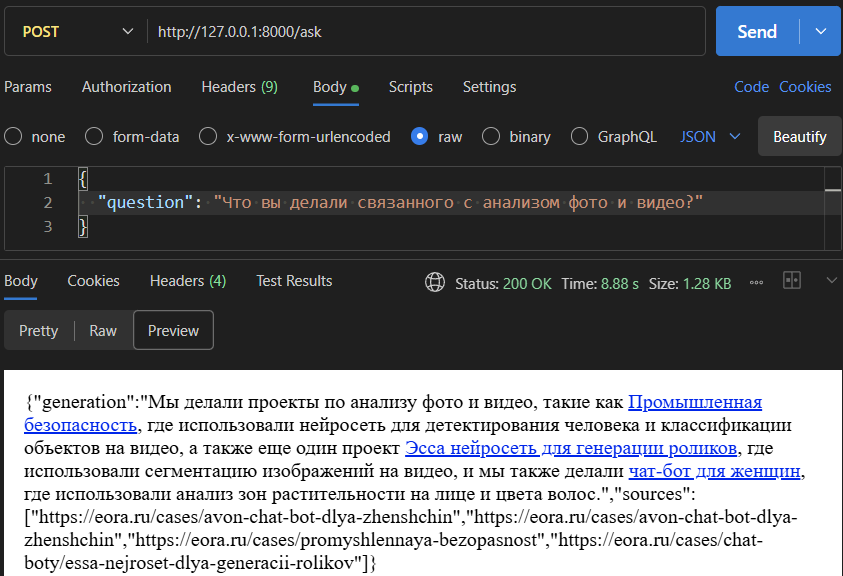 POST http://127.0.0.1:8000/ask Send
Params Authorization Headers (9) Body Scripts Settings Code Cookies
none form-data x-www-form-urlencoded raw binary GraphQL JSON Beautify
1 {
2 "question": "Что вы делали связанного с анализом фото и видео?"
3 }
Body Cookies Headers (4) Test Results Status: 200 OK Time: 8.88 s Size: 1.28 KB
Pretty Raw Preview
{"generation":"Мы делали проекты по анализу фото и видео, такие как Промышленная
безопасность, где использовали нейросеть для детектирования человека и классификации
объектов на видео, а также еще один проект Эсса нейросеть для генерации роликов, где
использовали сегментацию изображений на видео, и мы также делали чат-бот для женщин,
где использовали анализ зон растительности на лице и цвета волос.","sources":
["https://eora.ru/cases/avon-chat-bot-dlya-zhenshchin","https://eora.ru/cases/avon-chat-bot-dlya-
zhenshchin","https://eora.ru/cases/promyshlennaya-bezopasnost","https://eora.ru/cases/chat-
boty/essa-nejroset-dlya-generacii-rolikov"]}